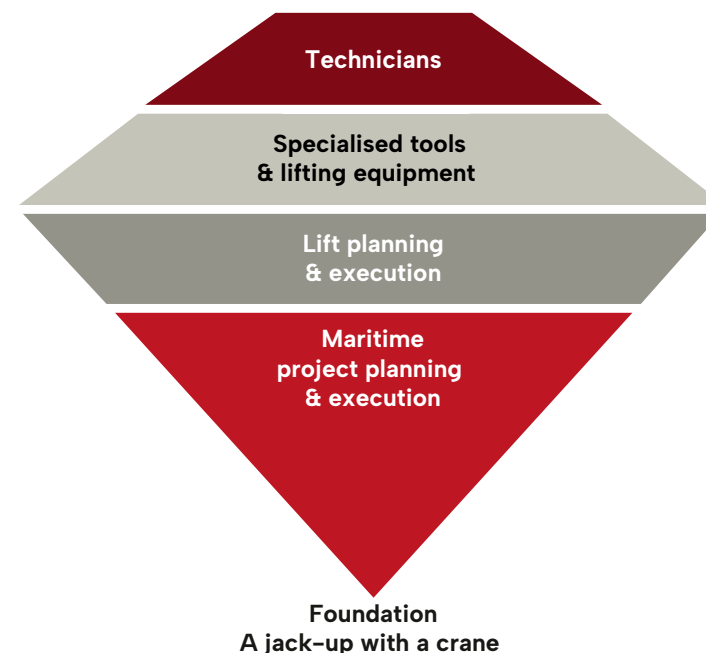 Technicians
Specialised tools
& lifting equipment
Lift planning
& execution
Maritime
project planning
& execution
Foundation
A jack-up with a crane